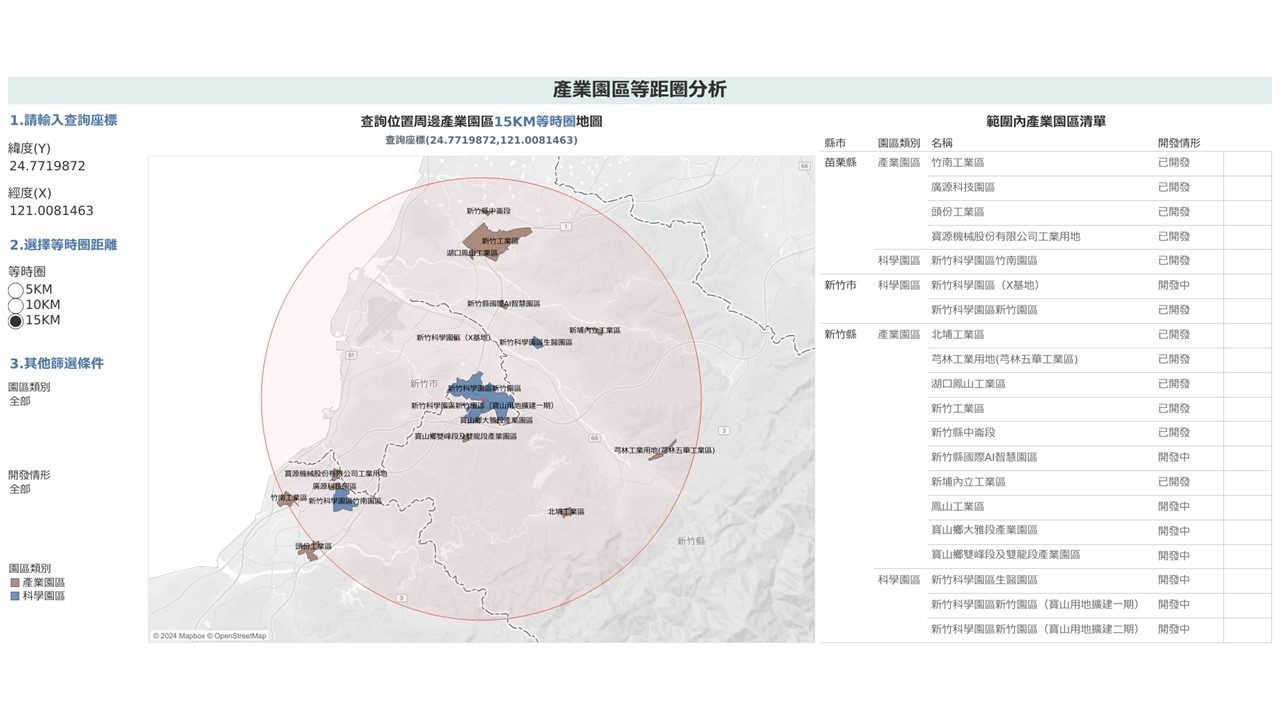 產業園區等距圈分析
1.請輸入查詢座標
緯度(Y)
24.7719872
經度(X)
121.0081463
2.選擇等時圈距離
等時圈
5KM
10KM
15KM
3.其他篩選條件
園區類別
全部
開發情形
全部
園區類別
產業園區
科學園區
查詢位置周邊產業園區15KM等時圈地圖
查詢座標(24.7719872,121.0081463)
66
新竹縣中崙段
1
新竹工業區
湖口鳳山工業區
新竹縣國際AI智慧園區
新埔內立工業區
新竹科學園區（X基地）
新竹科學園區生醫園區
61
新竹市
新竹科學園區新竹園區
新竹科學園區新竹園區（寶山用地擴建一期）
寶山鄉大雅段產業園區
3
寶山鄉雙峰段及雙龍段產業園區
68
芎林工業用地(芎林五華工業區)
寶源機械股份有限公司工業用地
廣源科技園區
竹南工業區
新竹科學園區竹南園區
北埔工業區
頭份工業區
新竹縣
3
© 2024 Mapbox © OpenStreetMap
範圍內產業園區清單
縣市 園區類別 名稱 開發情形
苗栗縣 產業園區 竹南工業區 已開發
廣源科技園區 已開發
頭份工業區 已開發
寶源機械股份有限公司工業用地 已開發
科學園區 新竹科學園區竹南園區 已開發
新竹市 科學園區 新竹科學園區（X基地） 開發中
新竹科學園區新竹園區 已開發
新竹縣 產業園區 北埔工業區 已開發
芎林工業用地(芎林五華工業區) 已開發
湖口鳳山工業區 已開發
新竹工業區 已開發
新竹縣中崙段 已開發
新竹縣國際AI智慧園區 開發中
新埔內立工業區 已開發
鳳山工業區 開發中
寶山鄉大雅段產業園區 開發中
寶山鄉雙峰段及雙龍段產業園區 開發中
科學園區 新竹科學園區生醫園區 開發中
新竹科學園區新竹園區（寶山用地擴建一期） 開發中
新竹科學園區新竹園區（寶山用地擴建二期） 開發中